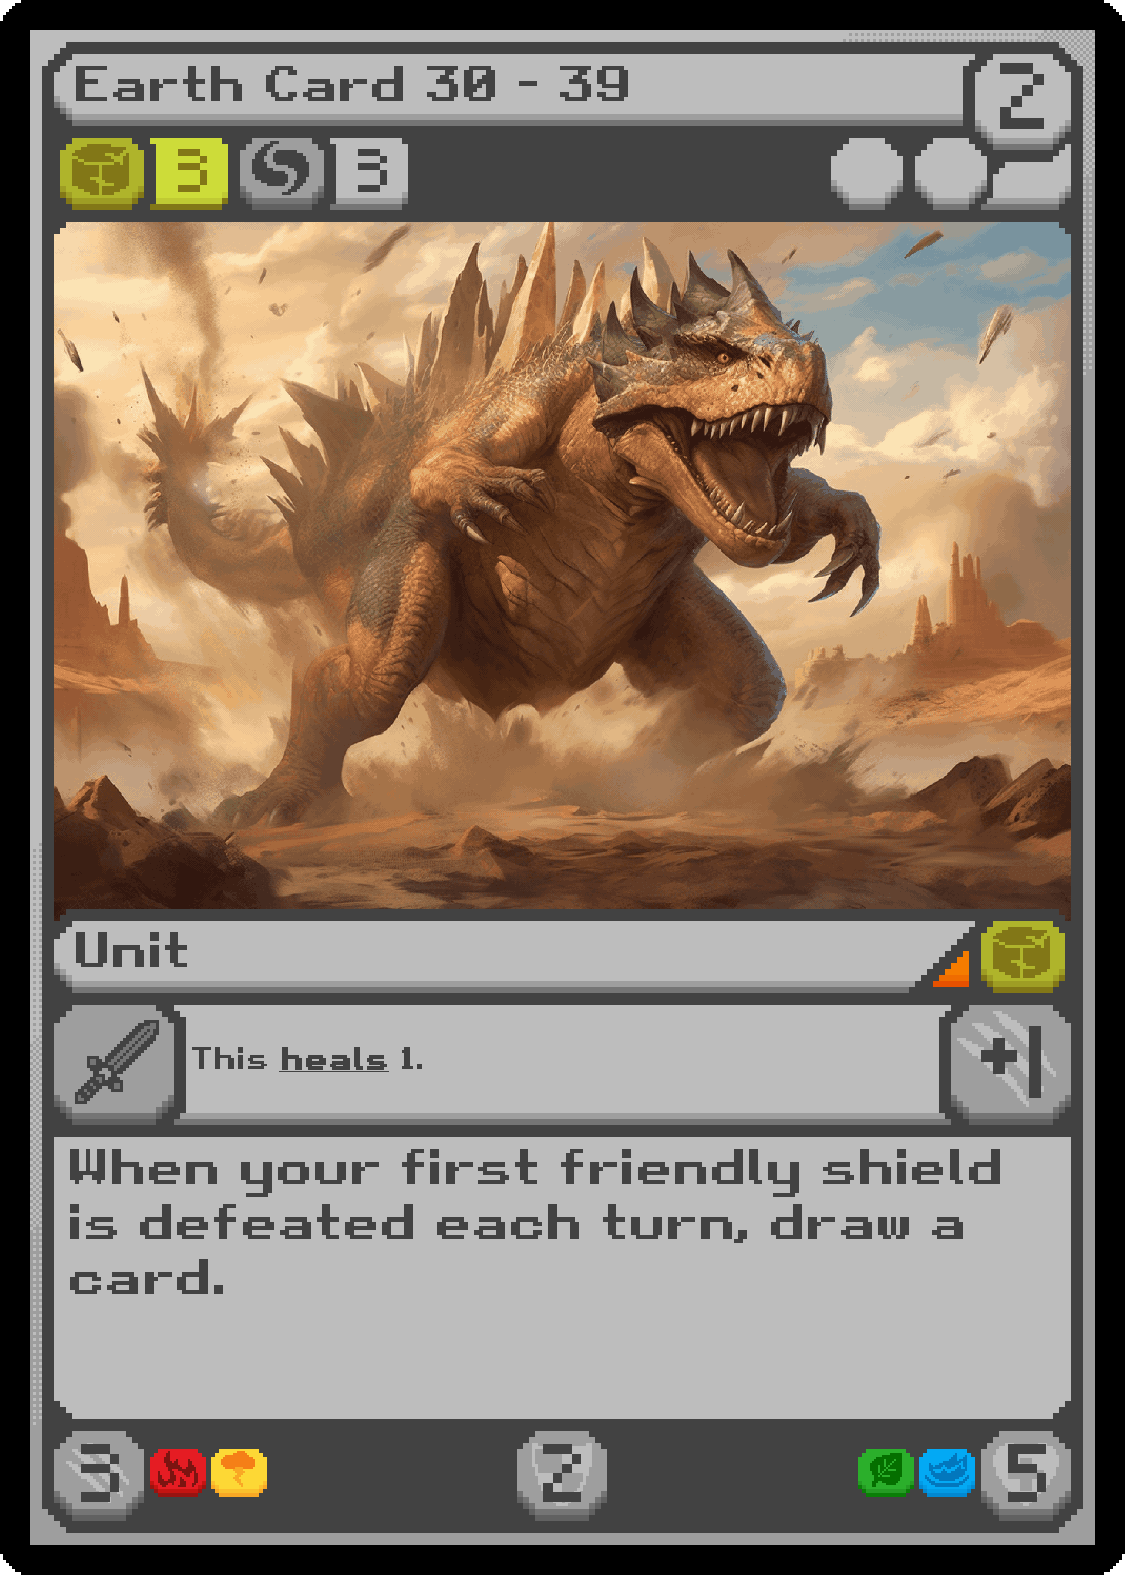 Earth Card 30 - 39
2
3 3
Unit
This heals 1.
+1
When your first friendly shield
is defeated each turn, draw a
card.
3 2 5